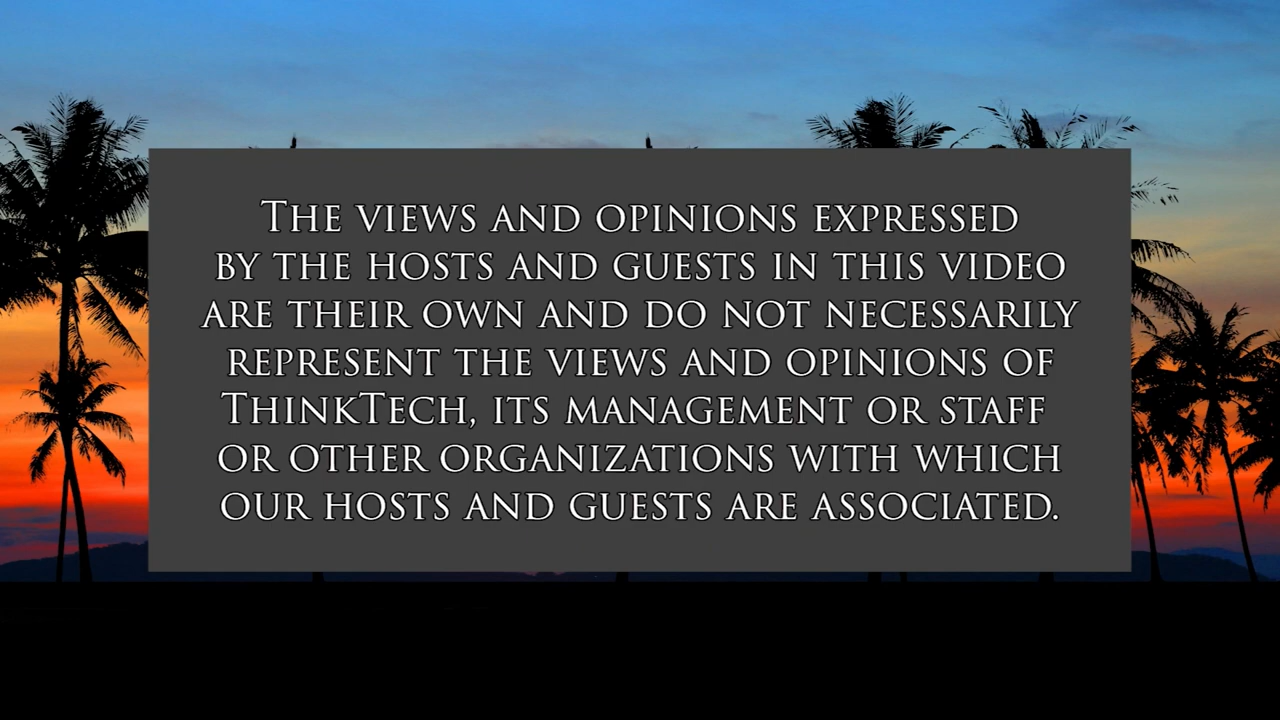 The views and opinions expressed
by the hosts and guests in this video
are their own and do not necessarily
represent the views and opinions of
ThinkTech, its management or staff
or other organizations with which
our hosts and guests are associated.